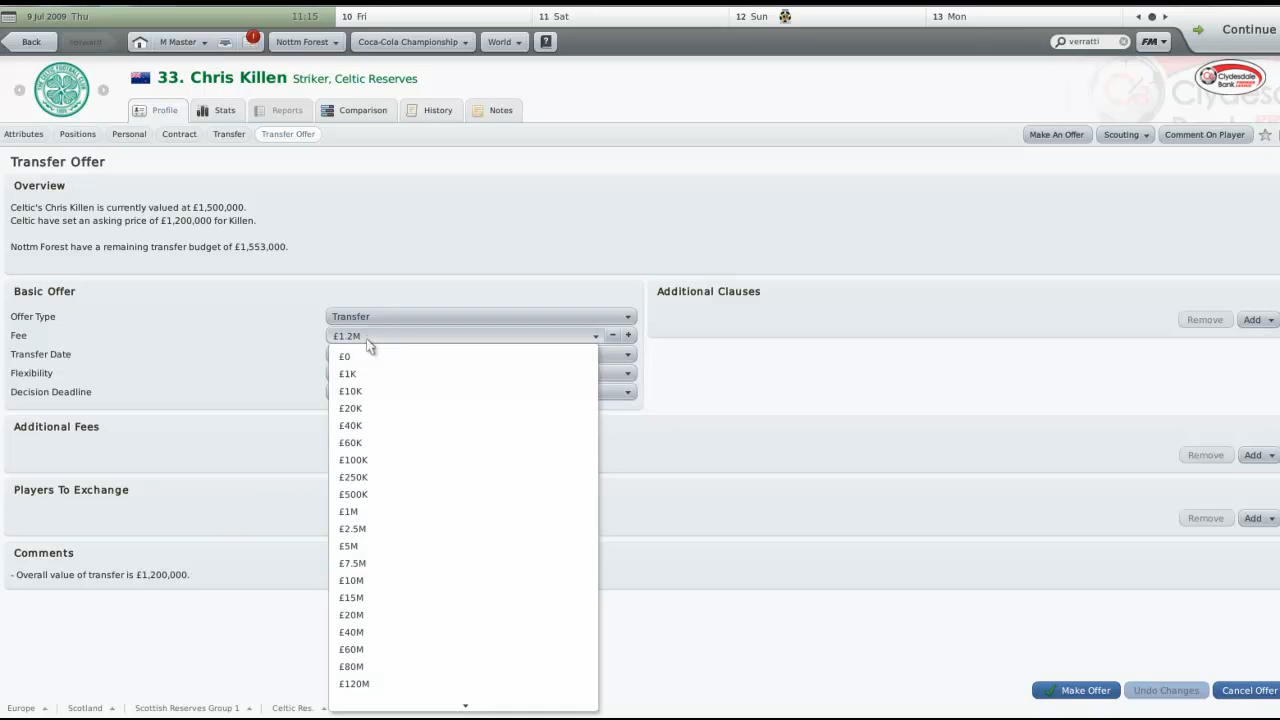 9 Jul 2009 Thu 11:15 10 Fri 11 Sat 12 Sun 13 Mon
Continue
Back Forward M Master Nottm Forest Coca-Cola Championship World ? verratti FM
33. Chris Killen Striker, Celtic Reserves
Clydesdale Bank
Profile Stats Reports Comparison History Notes
Attributes Positions Personal Contract Transfer Transfer Offer Make An Offer Scouting Comment On Player
Transfer Offer
Overview
Celtic's Chris Killen is currently valued at £1,500,000.
Celtic have set an asking price of £1,200,000 for Killen.
Nottm Forest have a remaining transfer budget of £1,553,000.
Basic Offer
Additional Clauses
Offer Type Transfer
Remove Add
Fee £1.2M - +
Transfer Date
Flexibility
Decision Deadline
£0
£1K
£10K
£20K
£40K
£60K
£100K
£250K
£500K
£1M
£2.5M
£5M
£7.5M
£10M
£15M
£20M
£40M
£60M
£80M
£120M
Additional Fees
Remove Add
Players To Exchange
Remove Add
Comments
- Overall value of transfer is £1,200,000.
Make Offer Undo Changes Cancel Offer
Europe Scotland Scottish Reserves Group 1 Celtic Res.